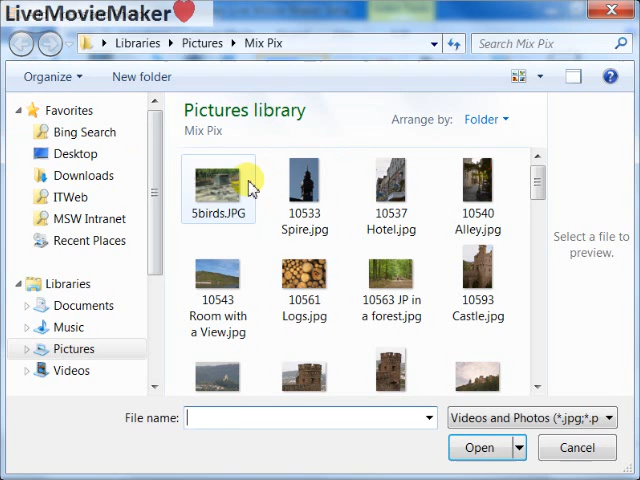 LiveMovieMaker
Libraries
Pictures
Mix Pix
Search Mix Pix
Organize
New folder
Favorites
Bing Search
Desktop
Downloads
ITWeb
MSW Intranet
Recent Places
Libraries
Documents
Music
Pictures
Videos
Pictures library
Mix Pix
Arrange by:
Folder
5birds.JPG
10533
Spire.jpg
10537
Hotel.jpg
10540
Alley.jpg
10543
Room with
a View.jpg
10561
Logs.jpg
10563 JP in
a forest.jpg
10593
Castle.jpg
Select a file to
preview.
File name:
Videos and Photos (*.jpg;*.p
Open
Cancel